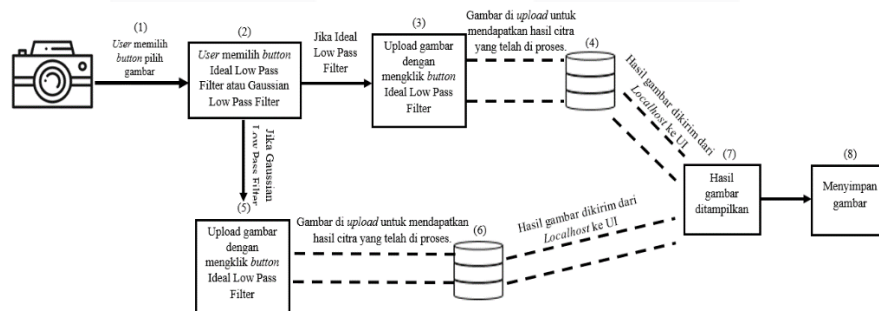 (1)
User memilih
button pilih
gambar
(2)
User memilih button
Ideal Low Pass
Filter atau Gaussian
Low Pass Filter
Jika Ideal
Low Pass
Filter
(3)
Upload gambar
dengan
mengklik button
Ideal Low Pass
Filter
Gambar di upload untuk
mendapatkan hasil citra
yang telah di proses.
(4)
Hasil gambar dikirim dari
Localhost ke UI
Jika Gaussian
Low Pass Filter
(5)
Upload gambar
dengan
mengklik button
Ideal Low Pass
Filter
Gambar di upload untuk mendapatkan
hasil citra yang telah di proses.
(6)
Hasil gambar dikirim dari
Localhost ke UI
(7)
Hasil
gambar
ditampilkan
(8)
Menyimpan
gambar